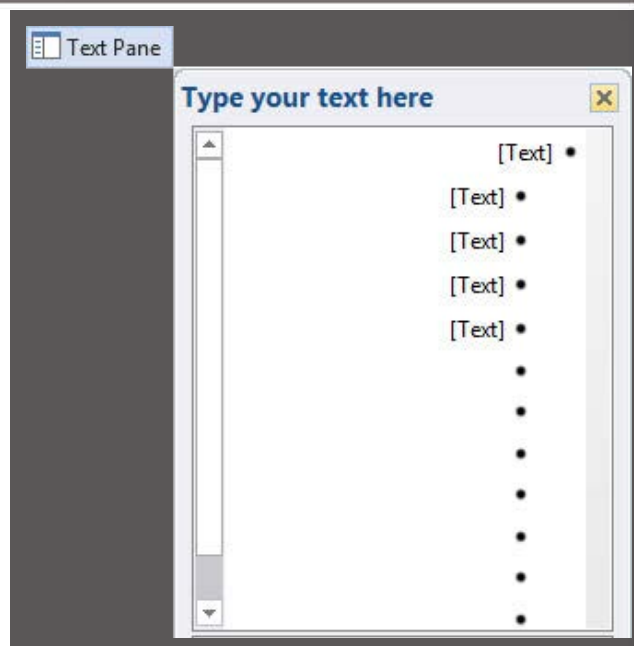 Text Pane
Type your text here
[Text] •
[Text] •
[Text] •
[Text] •
[Text] •
•
•
•
•
•
•
•